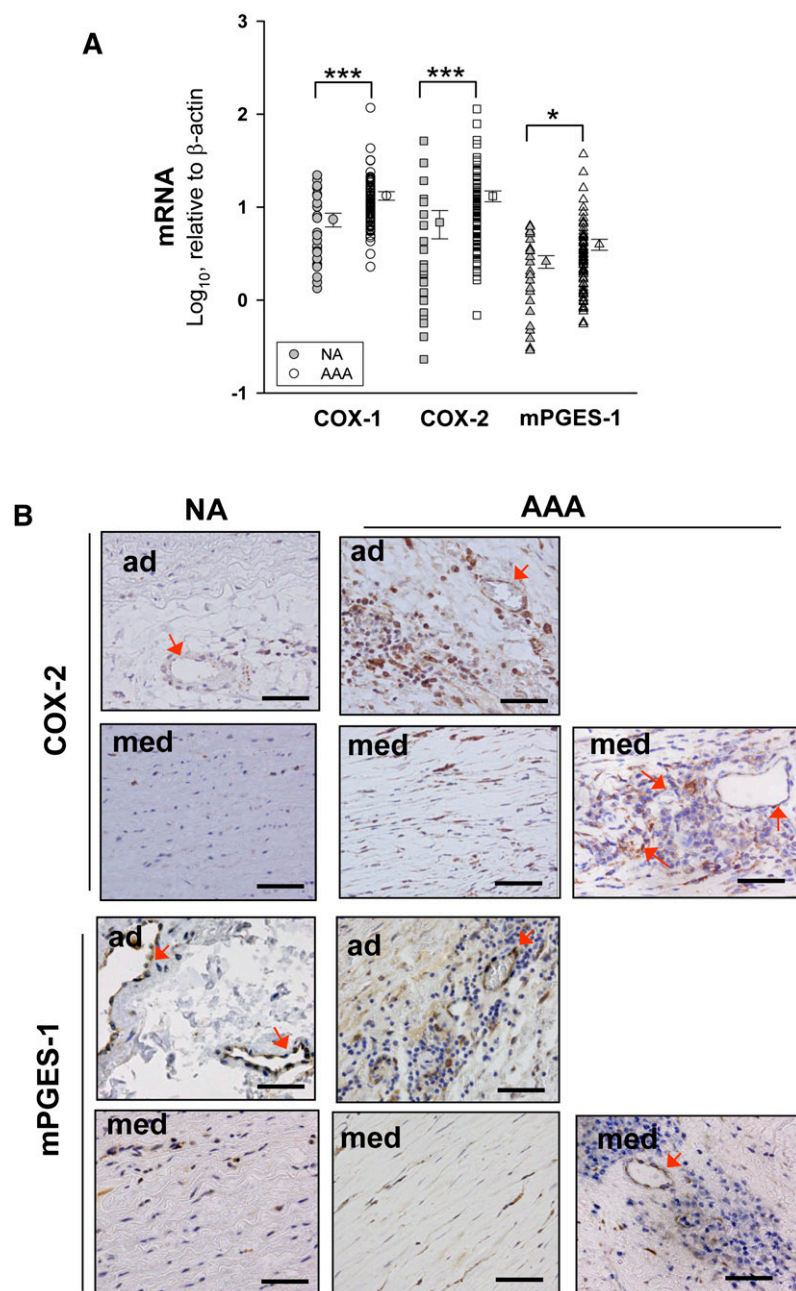 A
3
2
1
0
-1
mRNA
Log10, relative to β-actin
*** *** *
NA
AAA
COX-1 COX-2 mPGES-1
B
NA AAA
COX-2
ad ad
med med med
mPGES-1
ad ad
med med med